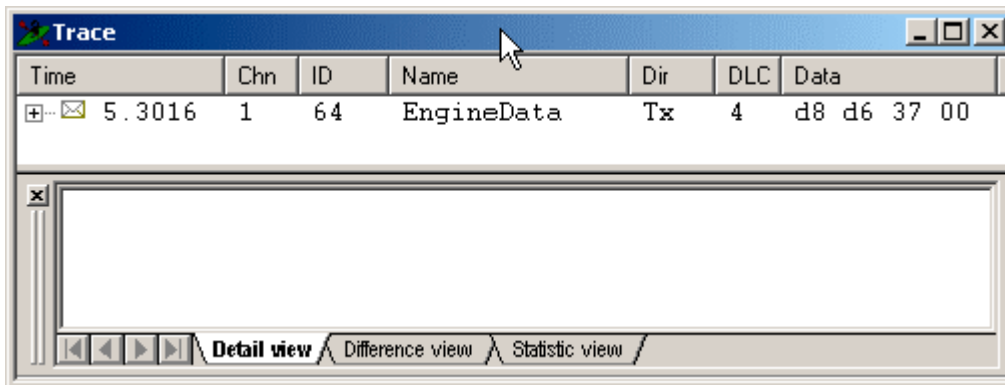 Trace
Time Chn ID Name Dir DLC Data
5.3016 1 64 EngineData Tx 4 d8 d6 37 00
Detail view Difference view Statistic view